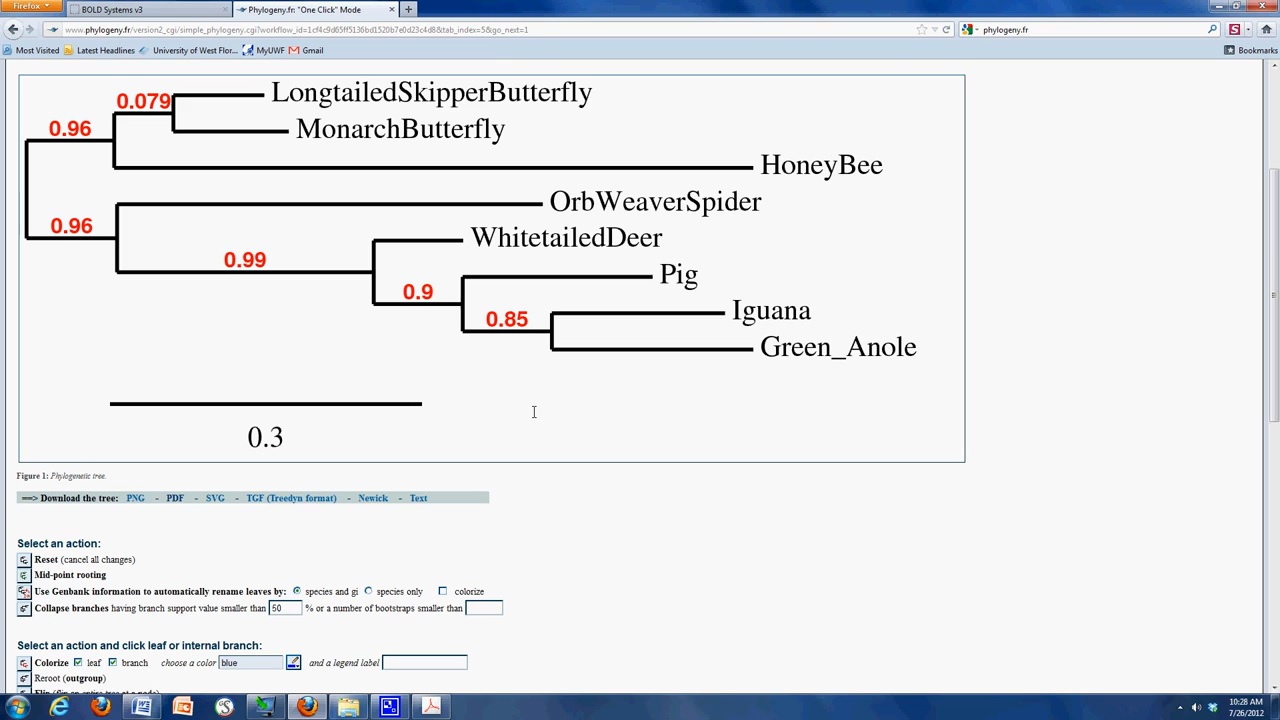 Firefox
BOLD Systems v3
Phylogeny.fr: "One Click" Mode
www.phylogeny.fr/version2_cgi/simple_phylogeny.cgi?workflow_id=1cf4c9d65ff5136bd1520b7e0d23c4d8&tab_index=5&go_next=1
phylogeny.fr
Most Visited
Latest Headlines
University of West Flor...
MyUWF
Gmail
Bookmarks
LongtailedSkipperButterfly
0.079
0.96
MonarchButterfly
HoneyBee
OrbWeaverSpider
0.96
WhitetailedDeer
0.99
Pig
0.9
Iguana
0.85
Green_Anole
0.3
Figure 1: Phylogenetic tree.
==> Download the tree: PNG - PDF - SVG - TGF (Treedyn format) - Newick - Text
Select an action:
Reset (cancel all changes)
Mid-point rooting
Use Genbank information to automatically rename leaves by: species and gi species only colorize
Collapse branches having branch support value smaller than 50 % or a number of bootstraps smaller than
Select an action and click leaf or internal branch:
Colorize leaf branch choose a color blue and a legend label
Reroot (outgroup)
Flip (flip an entire tree at a node)
10:28 AM
7/26/2012